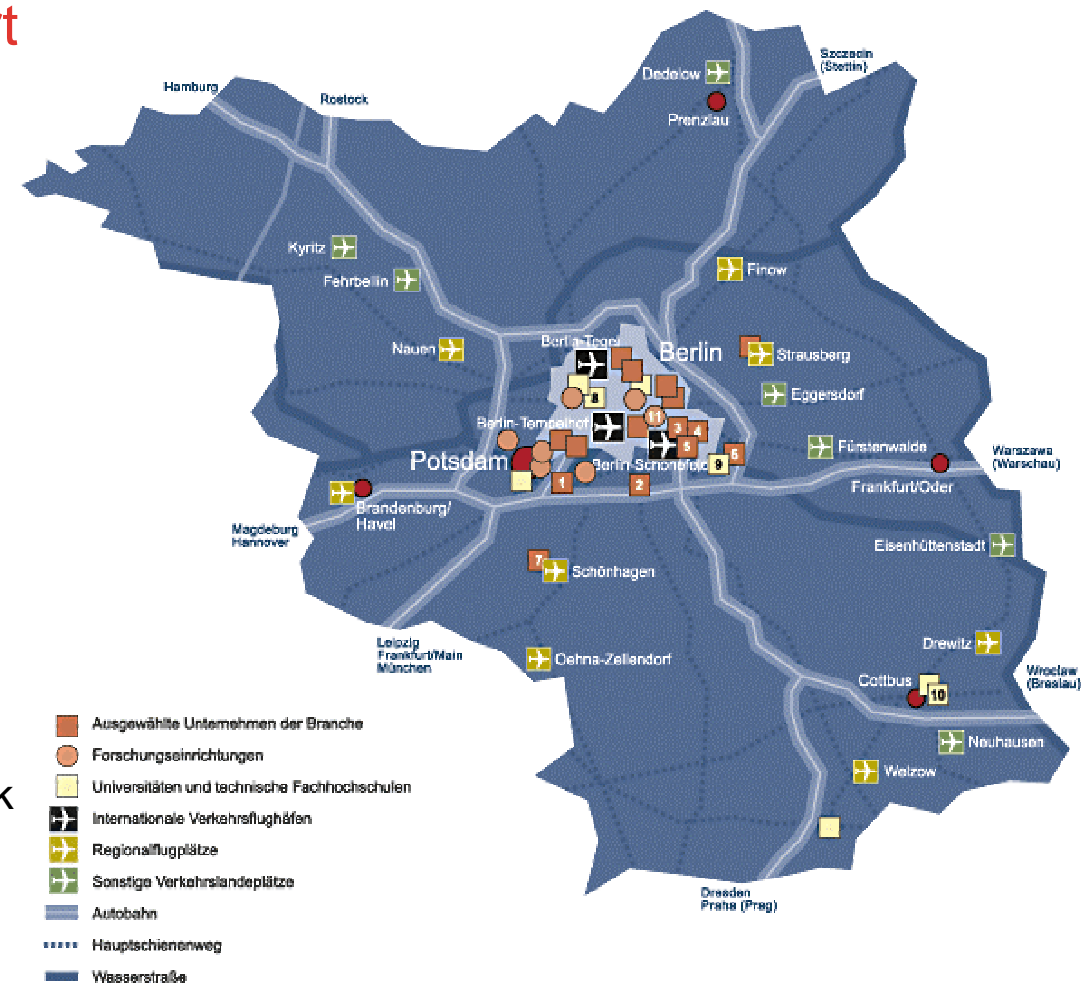 rt
Szczecin
(Stettin)
Hamburg
Rostock
Dedelow
Prenzlau
Kyritz
Fehrbellin
Finow
Nauen
Berlin-Tegel
Berlin
Strausberg
Eggersdorf
8
11
Berlin-Tempelhof
3
4
5
6
9
Fürstenwalde
Warszawa
(Warschau)
Potsdam
Berlin-Schönefeld
1
2
Frankfurt/Oder
Brandenburg/
Havel
Magdeburg
Hannover
Eisenhüttenstadt
7
Schönhagen
Leipzig
Frankfurt/Main
München
Oehna-Zellendorf
Drewitz
Wroclaw
(Breslau)
Cottbus
10
Neuhausen
Welzow
Dresden
Praha (Prag)
Ausgewählte Unternehmen der Branche
Forschungseinrichtungen
Universitäten und technische Fachhochschulen
k
Internationale Verkehrsflughäfen
Regionalflugplätze
Sonstige Verkehrslandeplätze
Autobahn
Hauptschienenweg
Wasserstraße